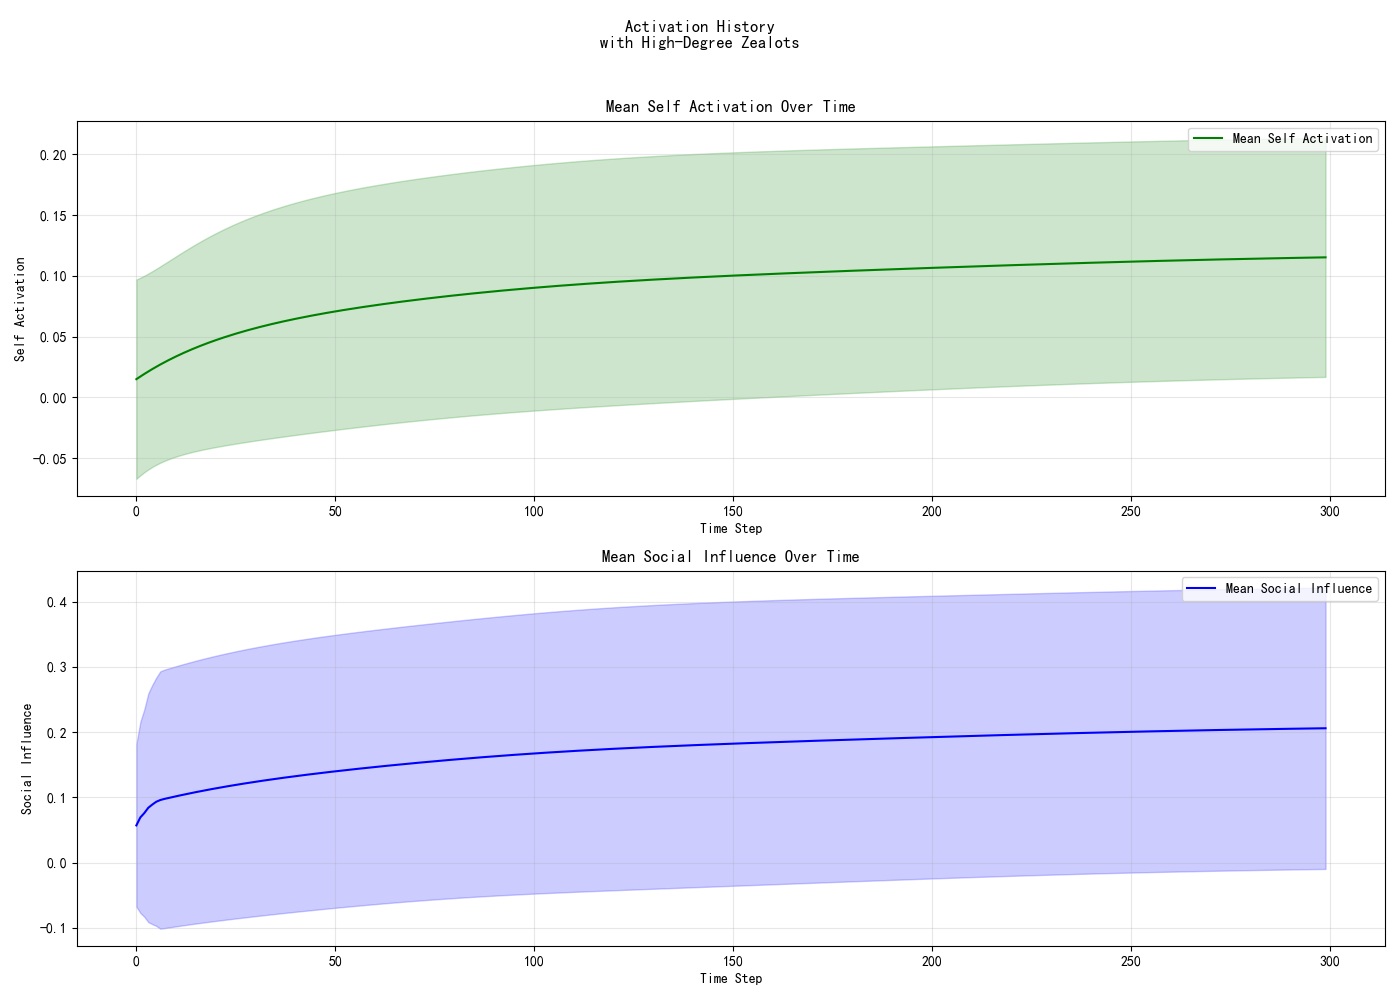 Activation History
with High-Degree Zealots
Mean Self Activation Over Time
Mean Self Activation
Self Activation
0.20
0.15
0.10
0.05
0.00
−0.05
0 50 100 150 200 250 300
Time Step
Mean Social Influence Over Time
Mean Social Influence
Social Influence
0.4
0.3
0.2
0.1
0.0
−0.1
0 50 100 150 200 250 300
Time Step